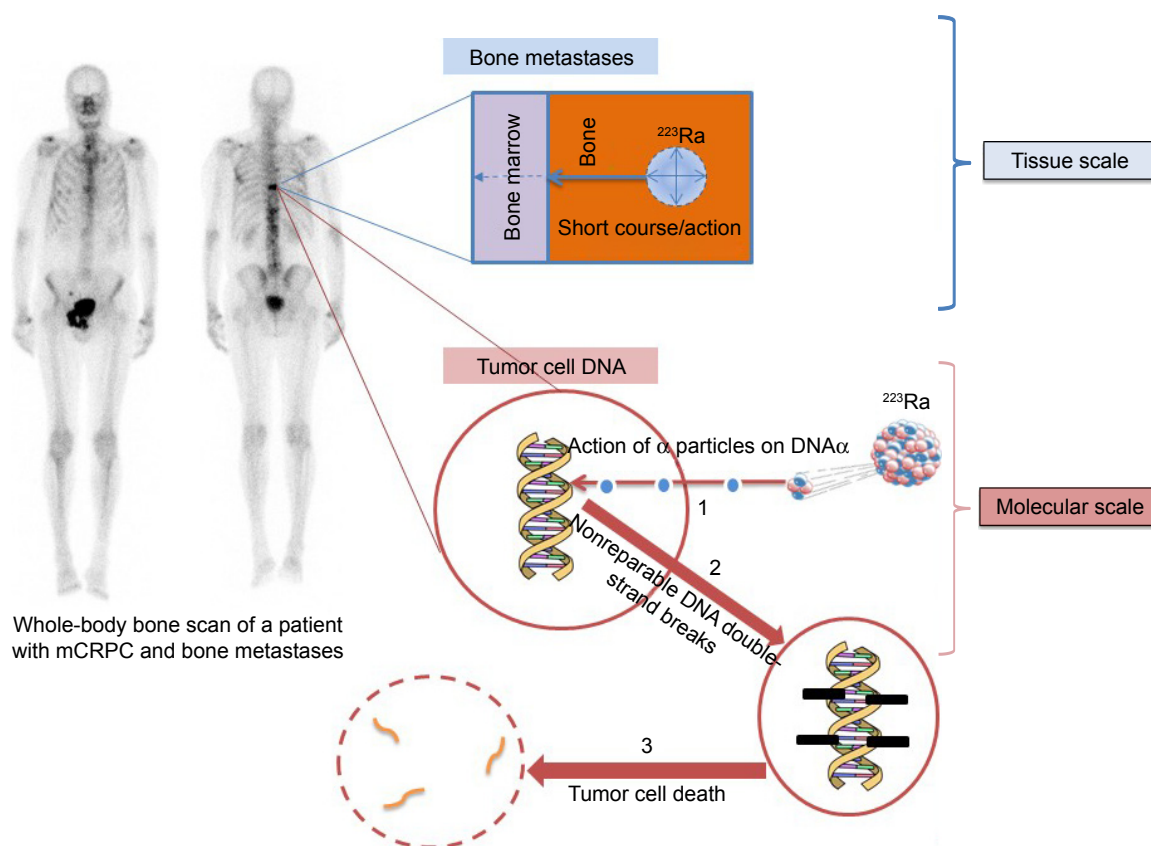 Bone metastases
Bone marrow
Bone
²²³Ra
Short course/action
Tissue scale
Tumor cell DNA
²²³Ra
Action of α particles on DNAα
1
Nonreparable DNA double-
strand breaks
2
Molecular scale
Whole-body bone scan of a patient
with mCRPC and bone metastases
3
Tumor cell death